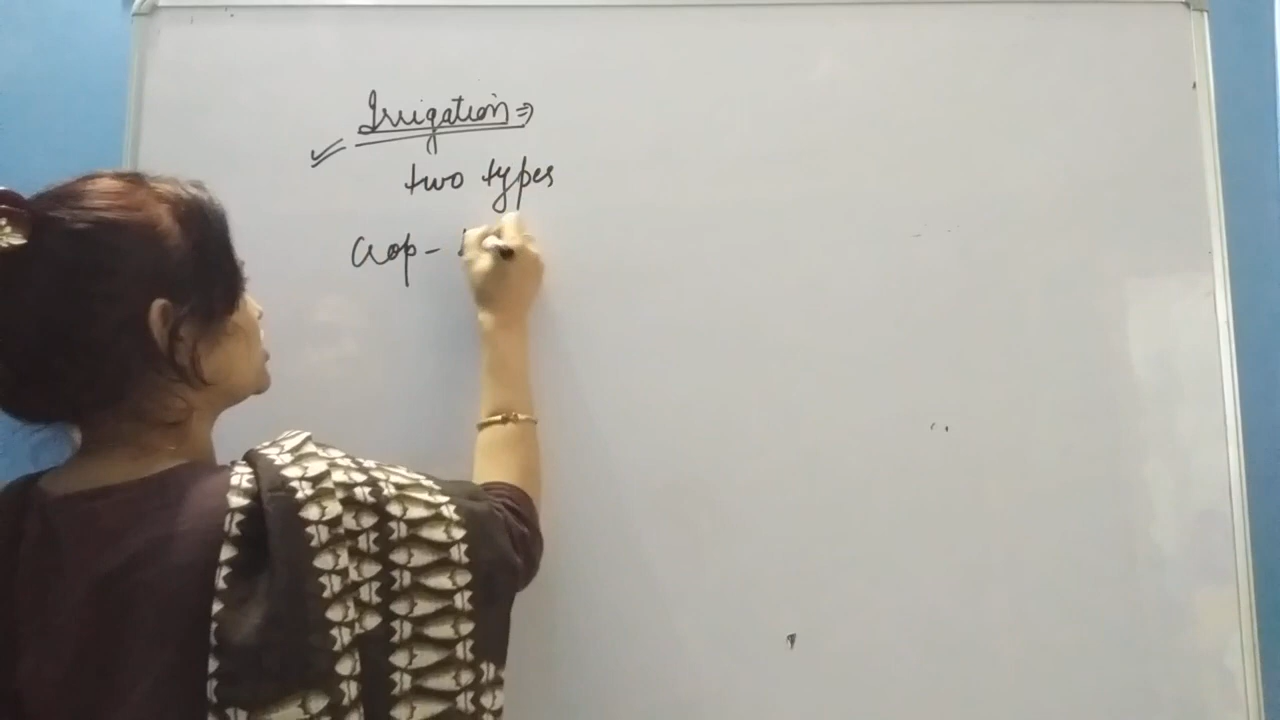 Irrigation ⇒
two types
Crop -